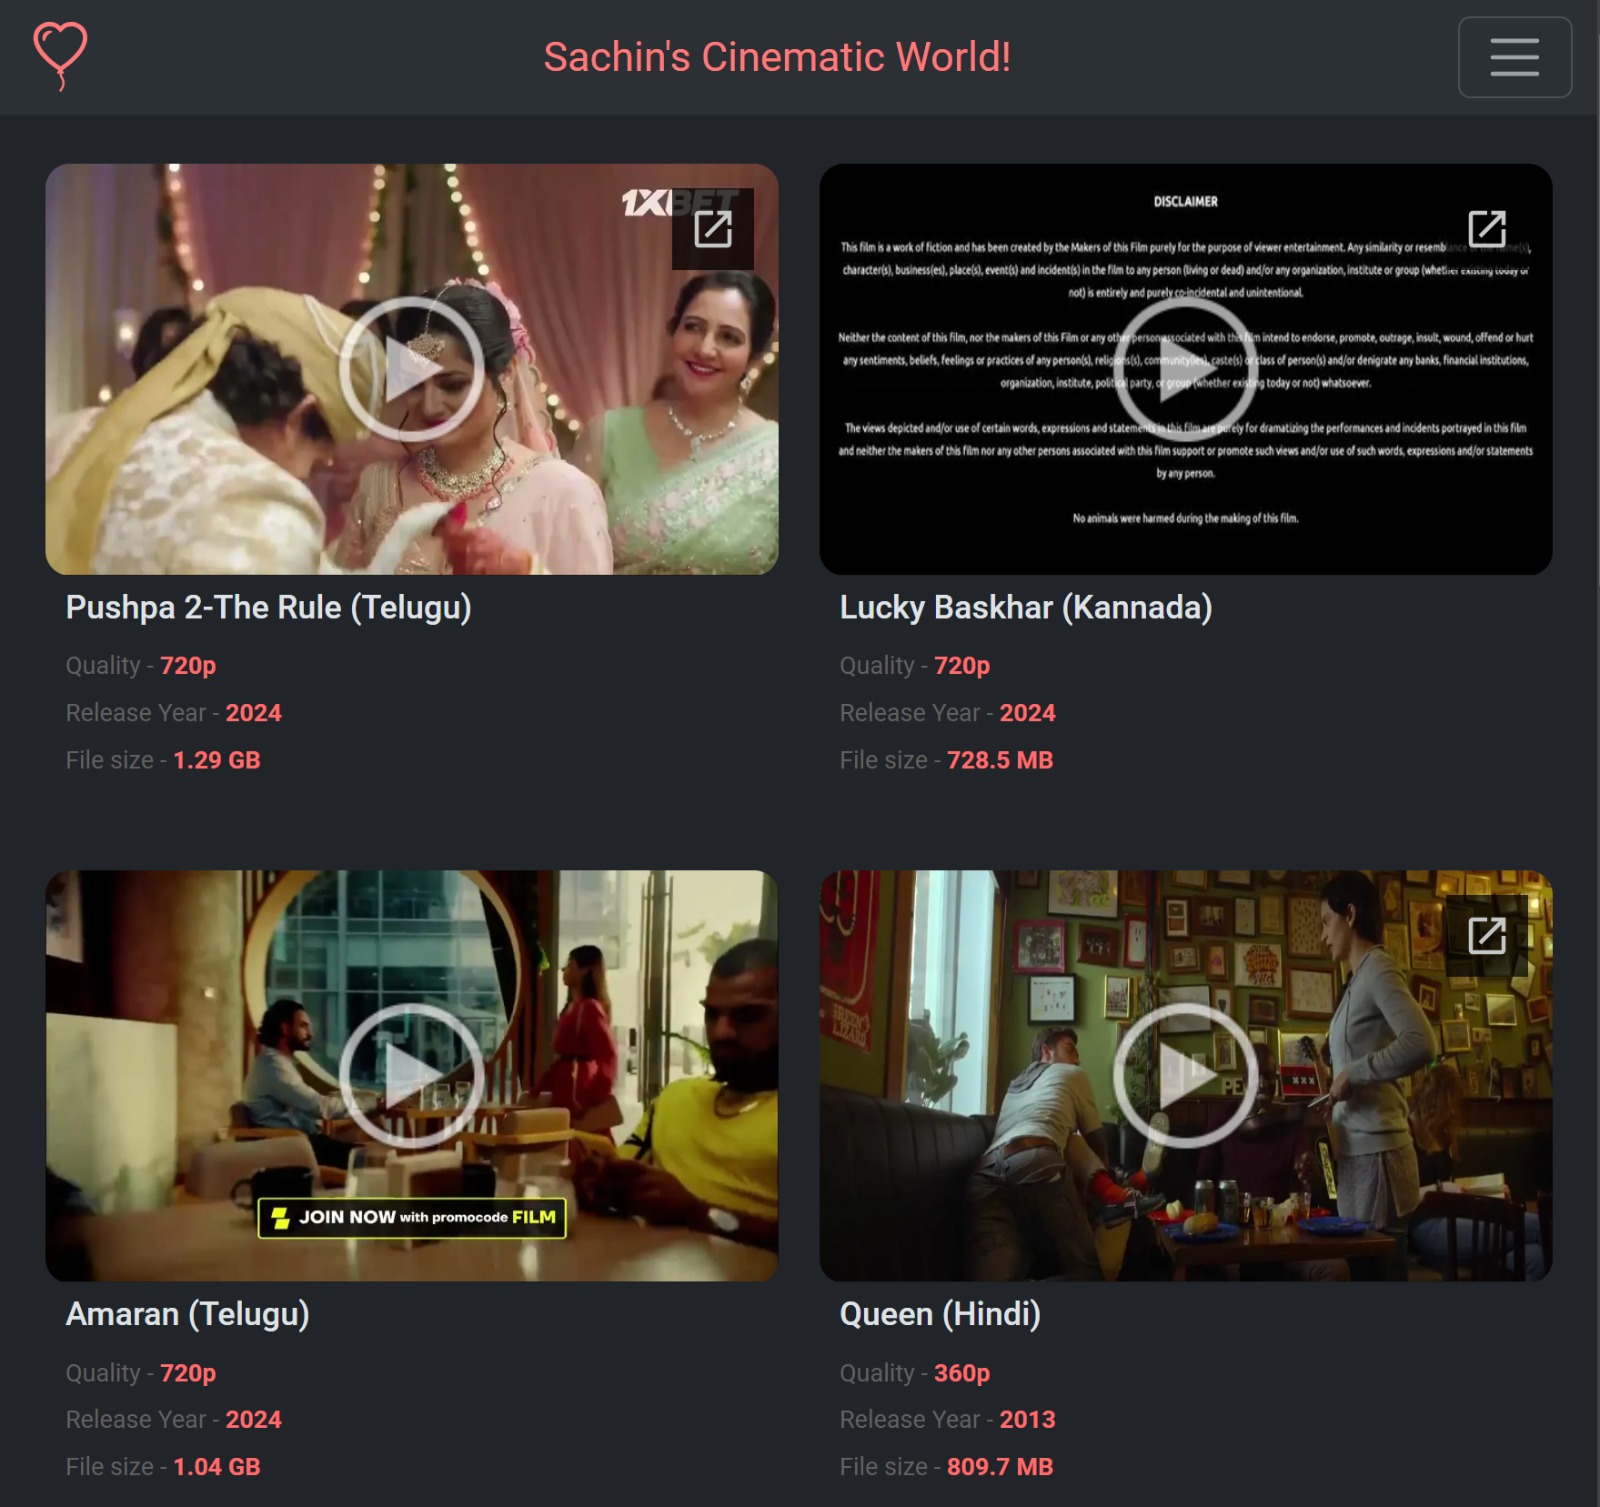 Sachin's Cinematic World!
1XBET
Pushpa 2-The Rule (Telugu)
Quality - 720p
Release Year - 2024
File size - 1.29 GB
DISCLAIMER
This film is a work of fiction and has been created by the Makers of this Film purely for the purpose of viewer entertainment. Any similarity or resemblance name(s),
character(s), business(es), place(s), event(s) and incident(s) in the film to any person (living or dead) and/or any organization, institute or group (whether existing today or
not) is entirely and purely co-incidental and unintentional.
Neither the content of this film, nor the makers of this Film or any other person associated with this film intend to endorse, promote, outrage, insult, wound, offend or hurt
any sentiments, beliefs, feelings or practices of any person(s), religions(s), community(ies), caste(s) or class of person(s) and/or denigrate any banks, financial institutions,
organization, institute, political party, or group (whether existing today or not) whatsoever.
The views depicted and/or use of certain words, expressions and statements in this film are purely for dramatizing the performances and incidents portrayed in this film
and neither the makers of this film nor any other persons associated with this film support or promote such views and/or use of such words, expressions and/or statements
by any person.
No animals were harmed during the making of this film.
Lucky Baskhar (Kannada)
Quality - 720p
Release Year - 2024
File size - 728.5 MB
JOIN NOW with promocode FILM
Amaran (Telugu)
Quality - 720p
Release Year - 2024
File size - 1.04 GB
GREEN
LIZARD
XXX
Queen (Hindi)
Quality - 360p
Release Year - 2013
File size - 809.7 MB